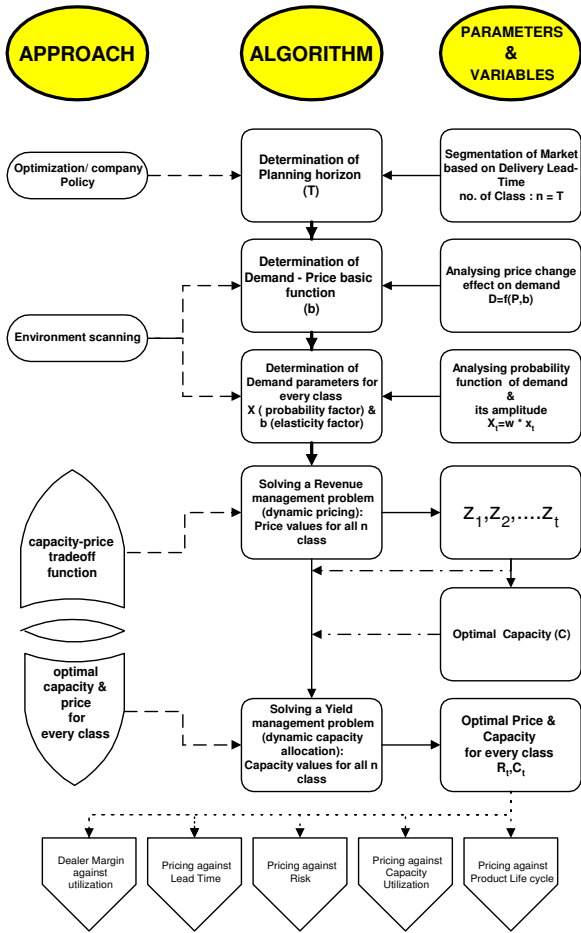 APPROACH
ALGORITHM
PARAMETERS
&
VARIABLES
Optimization/ company
Policy
Determination of
Planning horizon
(T)
Segmentation of Market
based on Delivery Lead-
Time
no. of Class : n = T
Environment scanning
Determination of
Demand - Price basic
function
(b)
Analysing price change
effect on demand
D=f(P,b)
Determination of
Demand parameters for
every class
X ( probability factor) &
b (elasticity factor)
Analysing probability
function of demand
&
its amplitude
Xt=w * xt
capacity-price
tradeoff
function
Solving a Revenue
management problem
(dynamic pricing):
Price values for all n
class
z1,z2,....zt
Optimal Capacity (C)
optimal
capacity &
price
for
every class
Solving a Yield
management problem
(dynamic capacity
allocation):
Capacity values for all n
class
Optimal Price &
Capacity
for every class
Rt,Ct
Dealer Margin
against
utilization
Pricing against
Lead Time
Pricing against
Risk
Pricing against
Capacity
Utilization
Pricing against
Product Life cycle